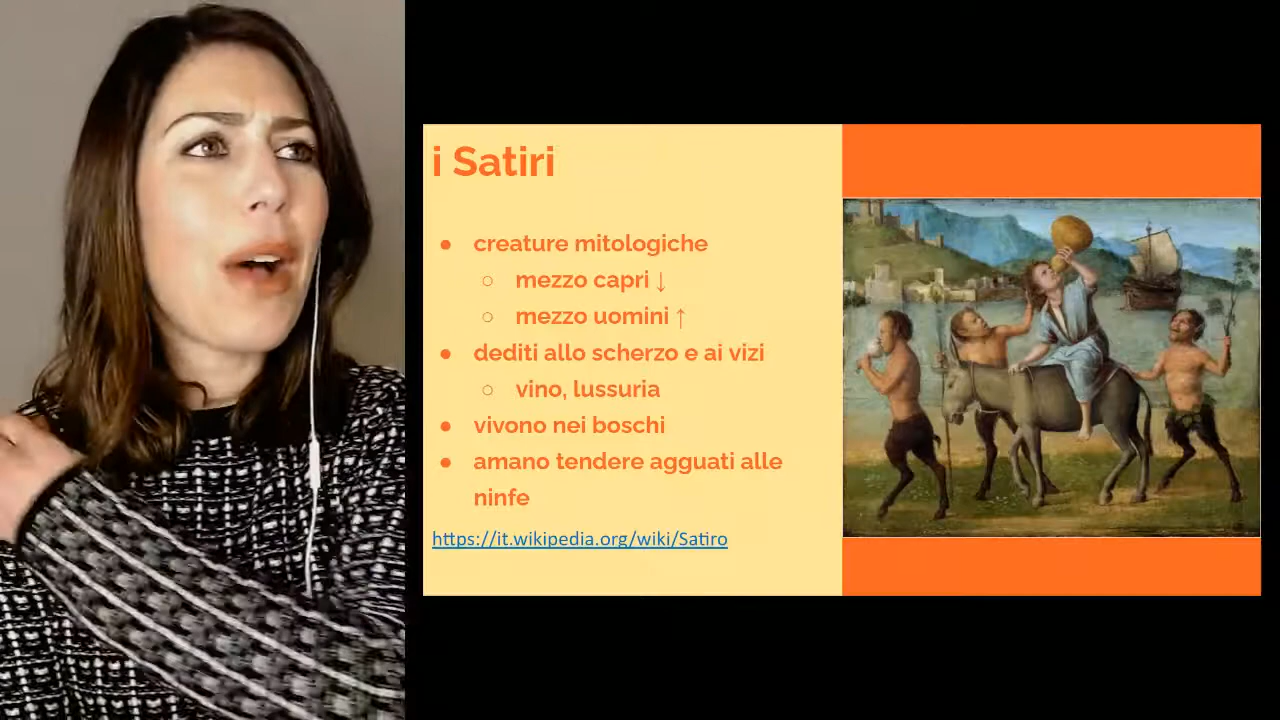 i Satiri
● creature mitologiche
○ mezzo capri ↓
○ mezzo uomini ↑
● dediti allo scherzo e ai vizi
○ vino, lussuria
● vivono nei boschi
● amano tendere agguati alle
ninfe
https://it.wikipedia.org/wiki/Satiro